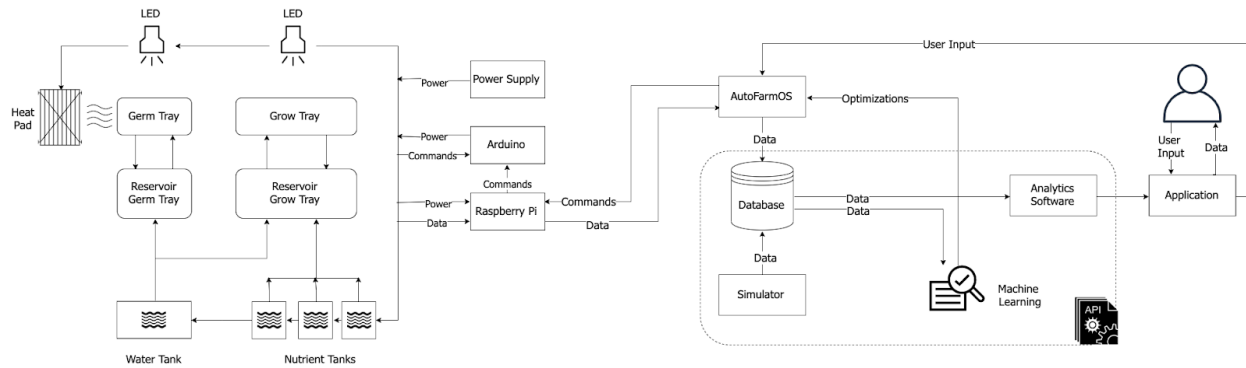 LED
LED
User Input
Power
Power Supply
Heat
Pad
AutoFarmOS
Optimizations
Germ Tray
Grow Tray
Power
Arduino
Data
User
Input
Data
Commands
Commands
Reservoir
Germ Tray
Reservoir
Grow Tray
Power
Raspberry Pi
Commands
Data
Data
Database
Data
Data
Analytics
Software
Application
Data
Simulator
Machine
Learning
API
Water Tank
Nutrient Tanks